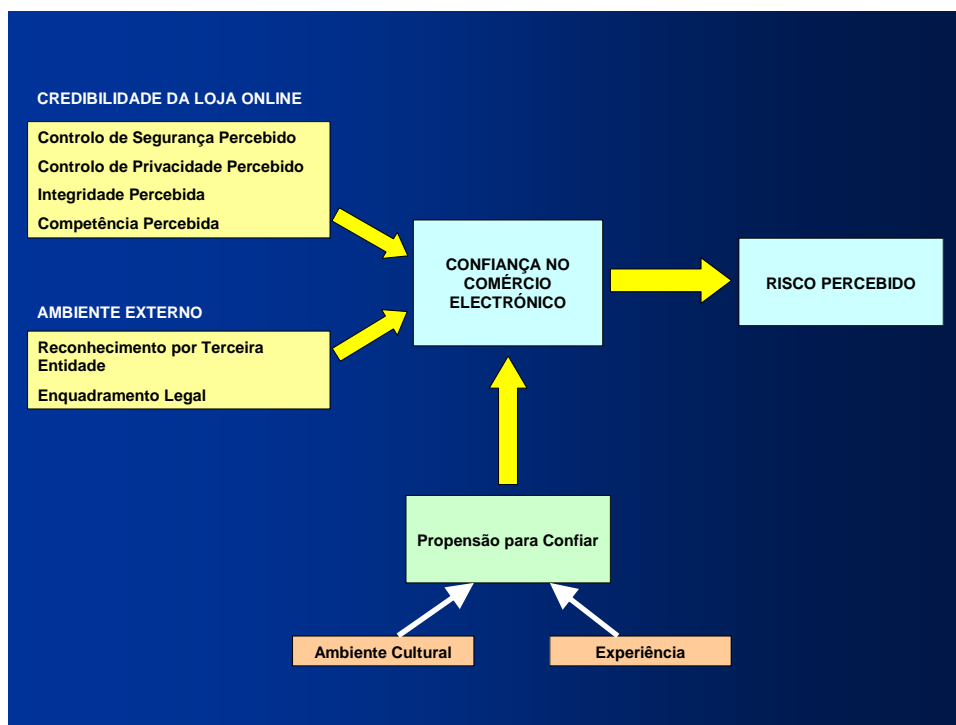 CREDIBILIDADE DA LOJA ONLINE
Controlo de Segurança Percebido
Controlo de Privacidade Percebido
Integridade Percebida
Competência Percebida
AMBIENTE EXTERNO
Reconhecimento por Terceira
Entidade
Enquadramento Legal
CONFIANÇA NO
COMÉRCIO
ELECTRÓNICO
RISCO PERCEBIDO
Propensão para Confiar
Ambiente Cultural
Experiência